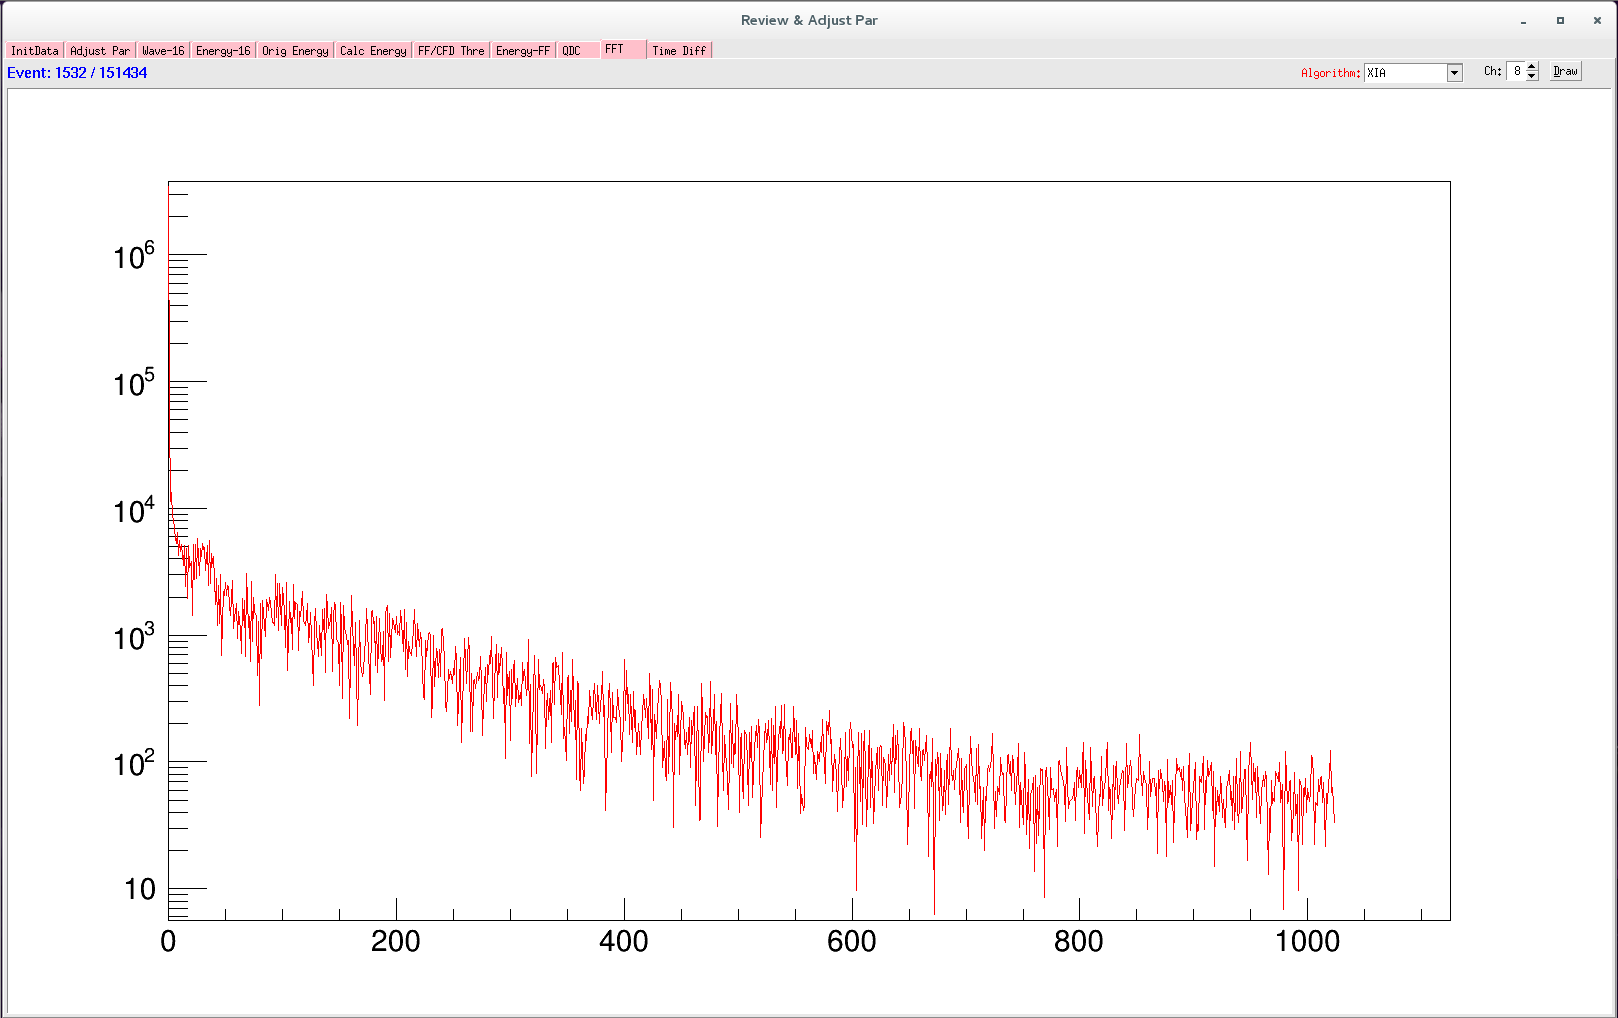 Review & Adjust Par
InitData Adjust Par Wave-16 Energy-16 Orig Energy Calc Energy FF/CFD Thre Energy-FF QDC FFT Time Diff
Event: 1532 / 151434 Algorithm: XIA Ch: 8 Draw
10^6
10^5
10^4
10^3
10^2
10
0 200 400 600 800 1000